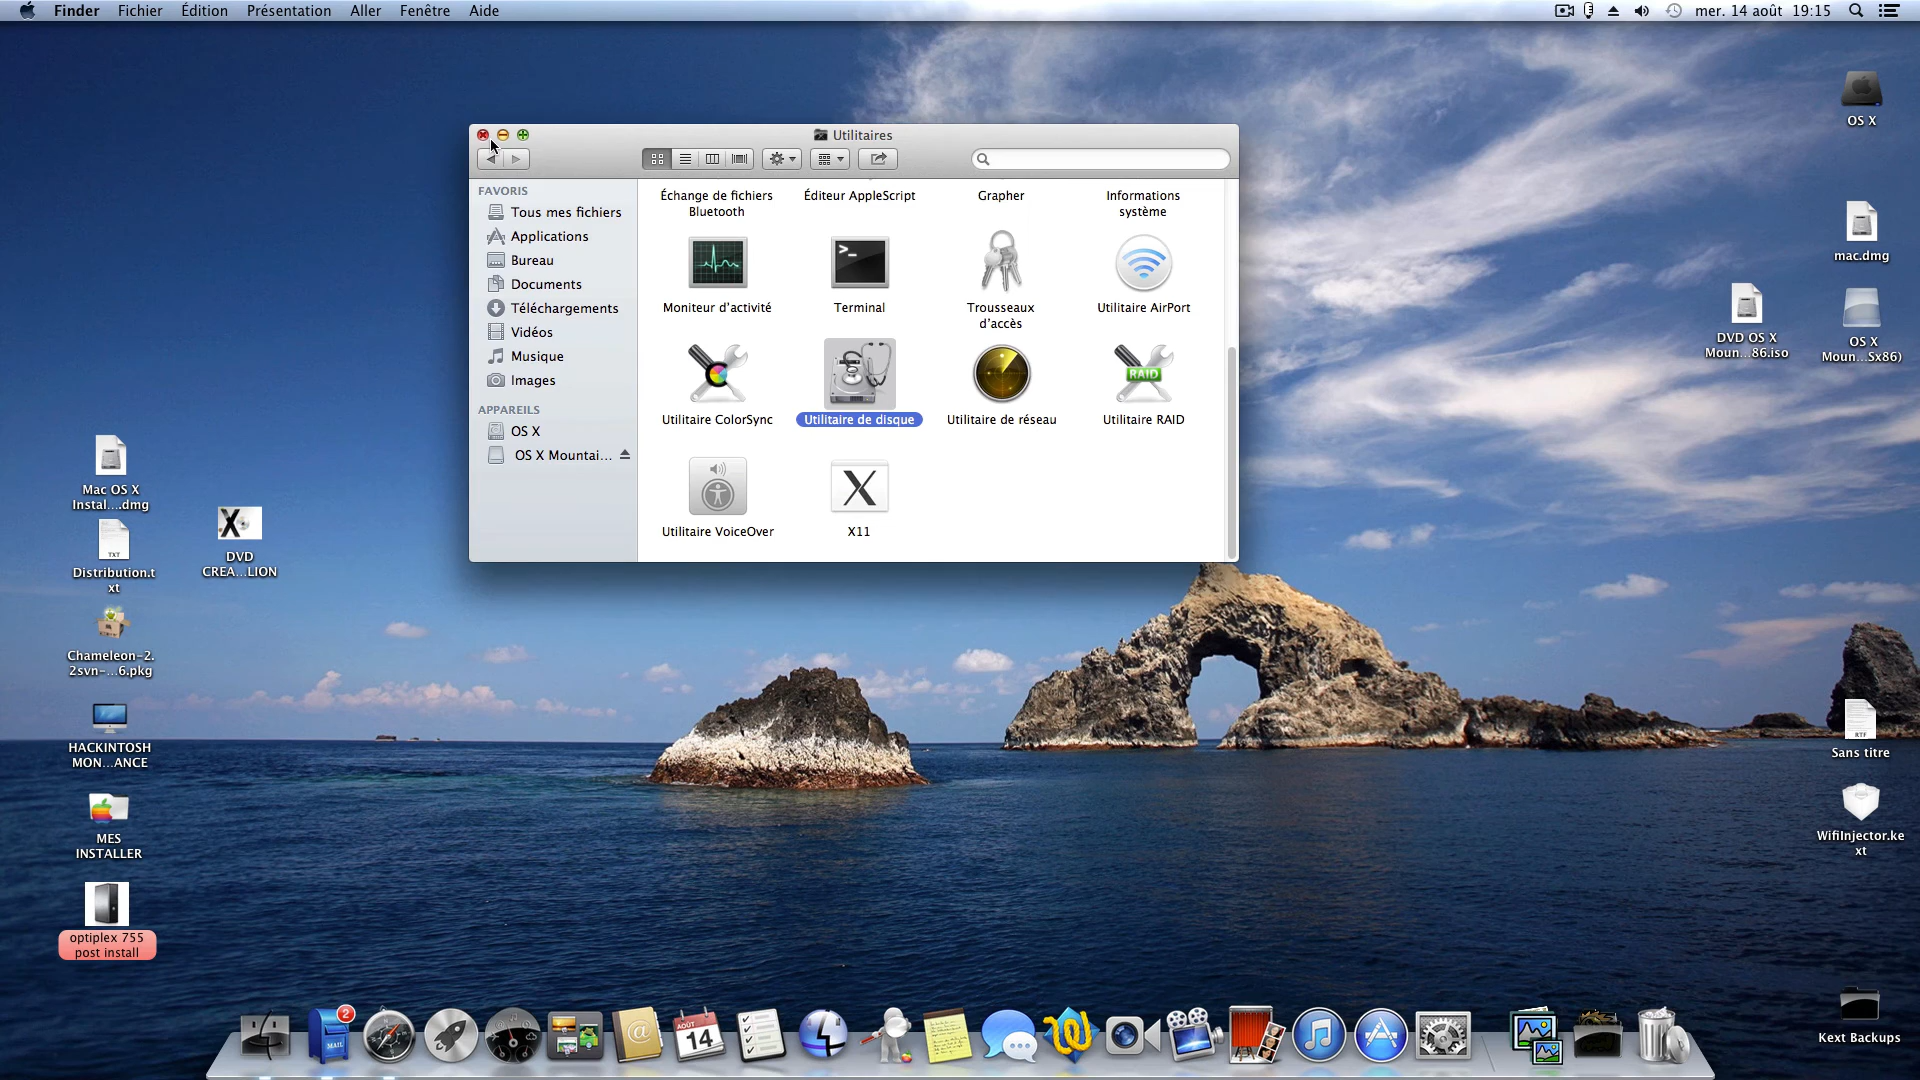 Finder Fichier Édition Présentation Aller Fenêtre Aide
mer. 14 août 19:15
Utilitaires
FAVORIS
Tous mes fichiers
Applications
Bureau
Documents
Téléchargements
Vidéos
Musique
Images
APPAREILS
OS X
OS X Mountai...
Échange de fichiers
Bluetooth
Éditeur AppleScript
Grapher
Informations
système
Moniteur d'activité
Terminal
Trousseaux
d'accès
Utilitaire AirPort
Utilitaire ColorSync
Utilitaire de disque
Utilitaire de réseau
RAID
Utilitaire RAID
Utilitaire VoiceOver
X
X11
OS X
mac.dmg
DVD OS X
Moun...86.iso
OS X
Moun...Sx86)
Mac OS X
Instal....dmg
TXT
Distribution.t
xt
X
DVD
CREA...LION
Chameleon-2.
2svn-...6.pkg
HACKINTOSH
MON...ANCE
MES
INSTALLER
optiplex 755
post install
RTF
Sans titre
WifiInjector.ke
xt
Kext Backups
2
MAIL
@
AOÛT
14